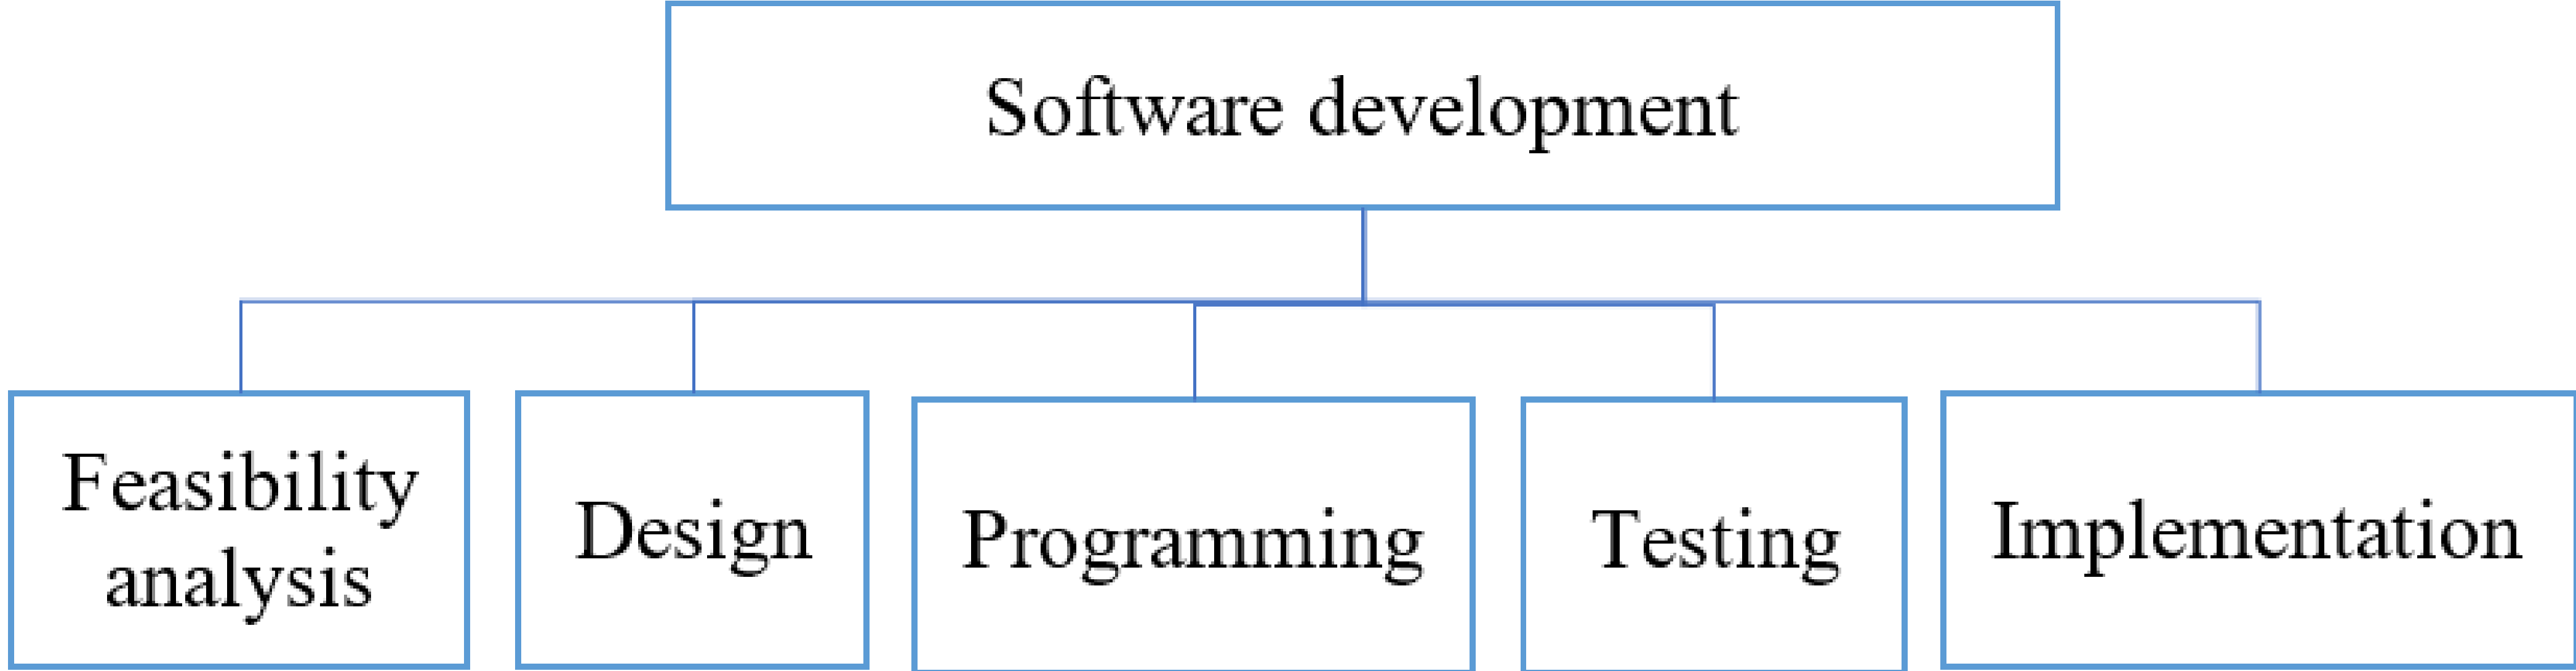 Software development
Feasibility
analysis
Design
Programming
Testing
Implementation